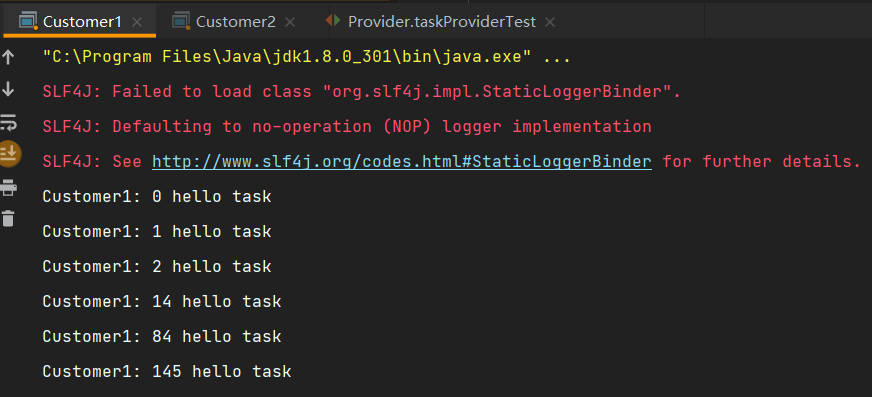 Customer1 Customer2 Provider.taskProviderTest
"C:\Program Files\Java\jdk1.8.0_301\bin\java.exe" ...
SLF4J: Failed to load class "org.slf4j.impl.StaticLoggerBinder".
SLF4J: Defaulting to no-operation (NOP) logger implementation
SLF4J: See http://www.slf4j.org/codes.html#StaticLoggerBinder for further details.
Customer1: 0 hello task
Customer1: 1 hello task
Customer1: 2 hello task
Customer1: 14 hello task
Customer1: 84 hello task
Customer1: 145 hello task